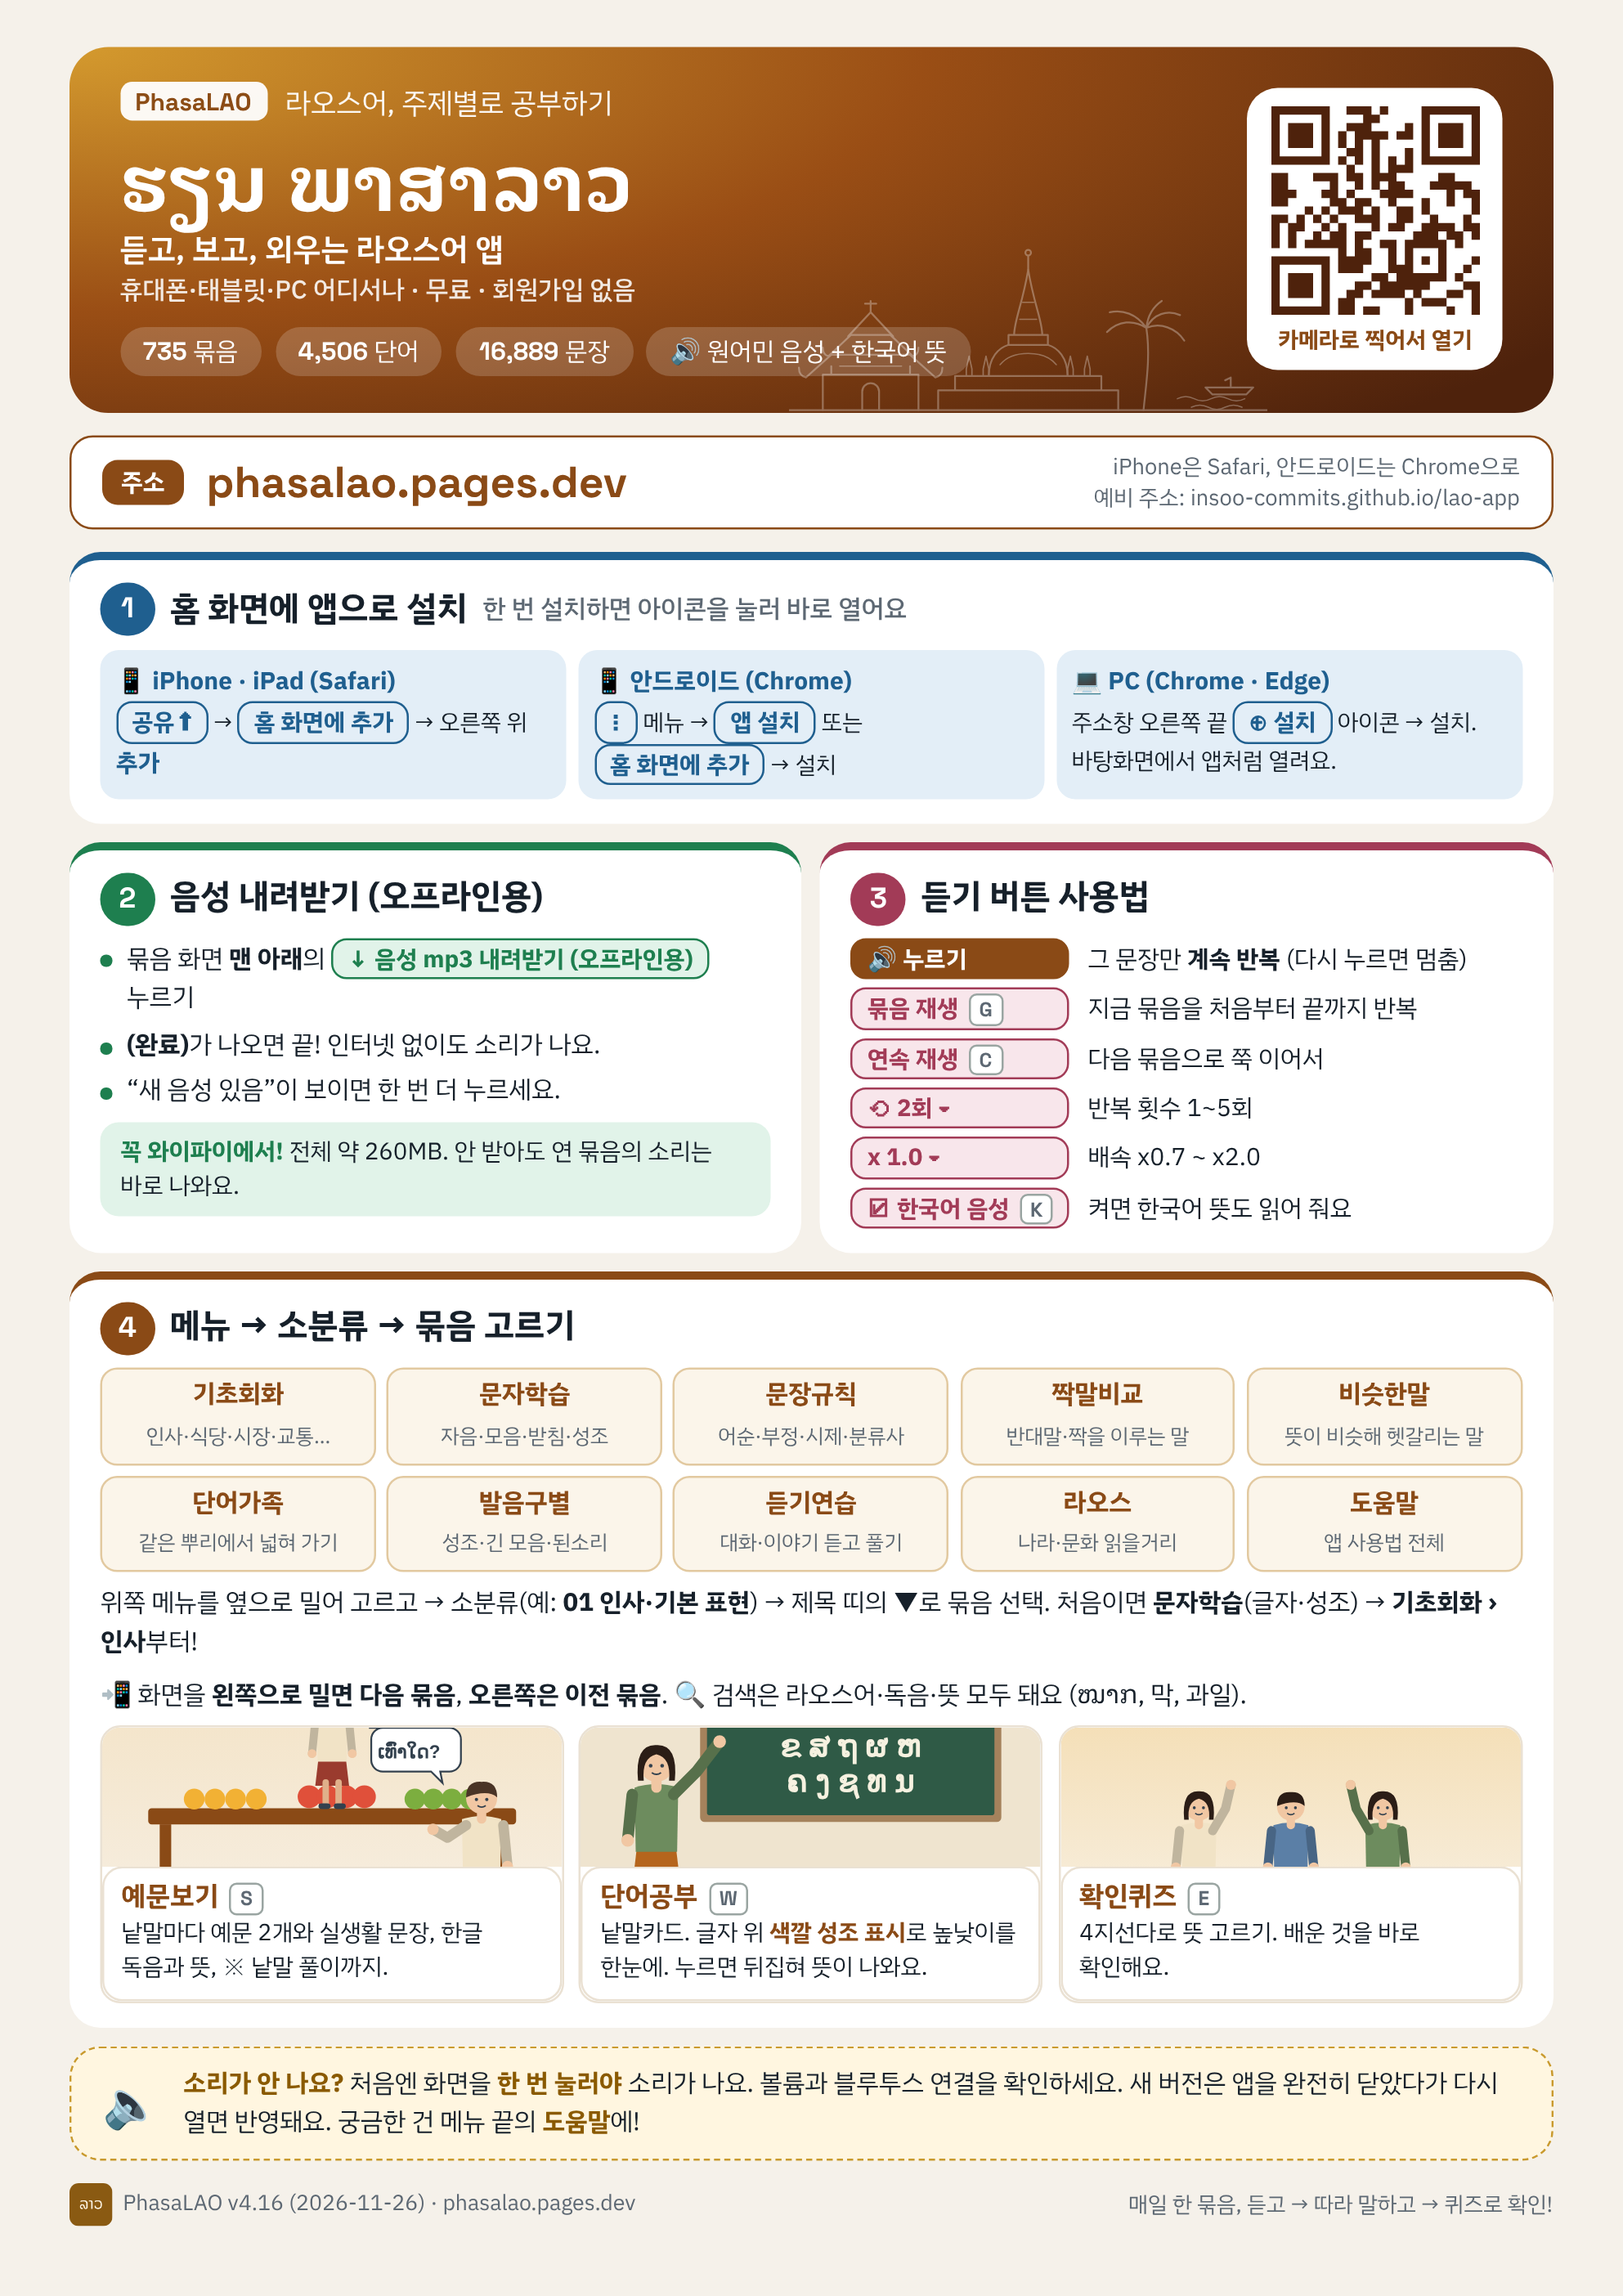 PhasaLAO 라오스어, 주제별로 공부하기
ຮຽນ ພາສາລາວ
듣고, 보고, 외우는 라오스어 앱
휴대폰·태블릿·PC 어디서나 · 무료 · 회원가입 없음
735 묶음 4,506 단어 16,889 문장 🔊 원어민 음성 + 한국어 뜻
카메라로 찍어서 열기
주소 phasalao.pages.dev
iPhone은 Safari, 안드로이드는 Chrome으로
예비 주소: insoo-commits.github.io/lao-app
1 홈 화면에 앱으로 설치 한 번 설치하면 아이콘을 눌러 바로 열어요
📱 iPhone · iPad (Safari)
공유⬆ → 홈 화면에 추가 → 오른쪽 위
추가
📱 안드로이드 (Chrome)
⋮ 메뉴 → 앱 설치 또는
홈 화면에 추가 → 설치
💻 PC (Chrome · Edge)
주소창 오른쪽 끝 ⊕ 설치 아이콘 → 설치.
바탕화면에서 앱처럼 열려요.
2 음성 내려받기 (오프라인용)
• 묶음 화면 맨 아래의 ↓ 음성 mp3 내려받기 (오프라인용)
누르기
• (완료)가 나오면 끝! 인터넷 없이도 소리가 나요.
• “새 음성 있음”이 보이면 한 번 더 누르세요.
꼭 와이파이에서! 전체 약 260MB. 안 받아도 연 묶음의 소리는
바로 나와요.
3 듣기 버튼 사용법
🔊 누르기 그 문장만 계속 반복 (다시 누르면 멈춤)
묶음 재생 G 지금 묶음을 처음부터 끝까지 반복
연속 재생 C 다음 묶음으로 쭉 이어서
⟲ 2회 ▾ 반복 횟수 1~5회
x 1.0 ▾ 배속 x0.7 ~ x2.0
☑ 한국어 음성 K 켜면 한국어 뜻도 읽어 줘요
4 메뉴 → 소분류 → 묶음 고르기
기초회화
인사·식당·시장·교통…
문자학습
자음·모음·받침·성조
문장규칙
어순·부정·시제·분류사
짝말비교
반대말·짝을 이루는 말
비슷한말
뜻이 비슷해 헷갈리는 말
단어가족
같은 뿌리에서 넓혀 가기
발음구별
성조·긴 모음·된소리
듣기연습
대화·이야기 듣고 풀기
라오스
나라·문화 읽을거리
도움말
앱 사용법 전체
위쪽 메뉴를 옆으로 밀어 고르고 → 소분류(예: 01 인사·기본 표현) → 제목 띠의 ▼로 묶음 선택. 처음이면 문자학습(글자·성조) → 기초회화 ›
인사부터!
📲 화면을 왼쪽으로 밀면 다음 묶음, 오른쪽은 이전 묶음. 🔍 검색은 라오스어·독음·뜻 모두 돼요 (ໝາກ, 막, 과일).
ເທົ່າໃດ?
ຂ ສ ຖ ຜ ຫ
ຄ ງ ຊ ທ ນ
예문보기 S
낱말마다 예문 2개와 실생활 문장, 한글
독음과 뜻, ※ 낱말 풀이까지.
단어공부 W
낱말카드. 글자 위 색깔 성조 표시로 높낮이를
한눈에. 누르면 뒤집혀 뜻이 나와요.
확인퀴즈 E
4지선다로 뜻 고르기. 배운 것을 바로
확인해요.
소리가 안 나요? 처음엔 화면을 한 번 눌러야 소리가 나요. 볼륨과 블루투스 연결을 확인하세요. 새 버전은 앱을 완전히 닫았다가 다시
열면 반영돼요. 궁금한 건 메뉴 끝의 도움말에!
ລາວ PhasaLAO v4.16 (2026-11-26) · phasalao.pages.dev
매일 한 묶음, 듣고 → 따라 말하고 → 퀴즈로 확인!